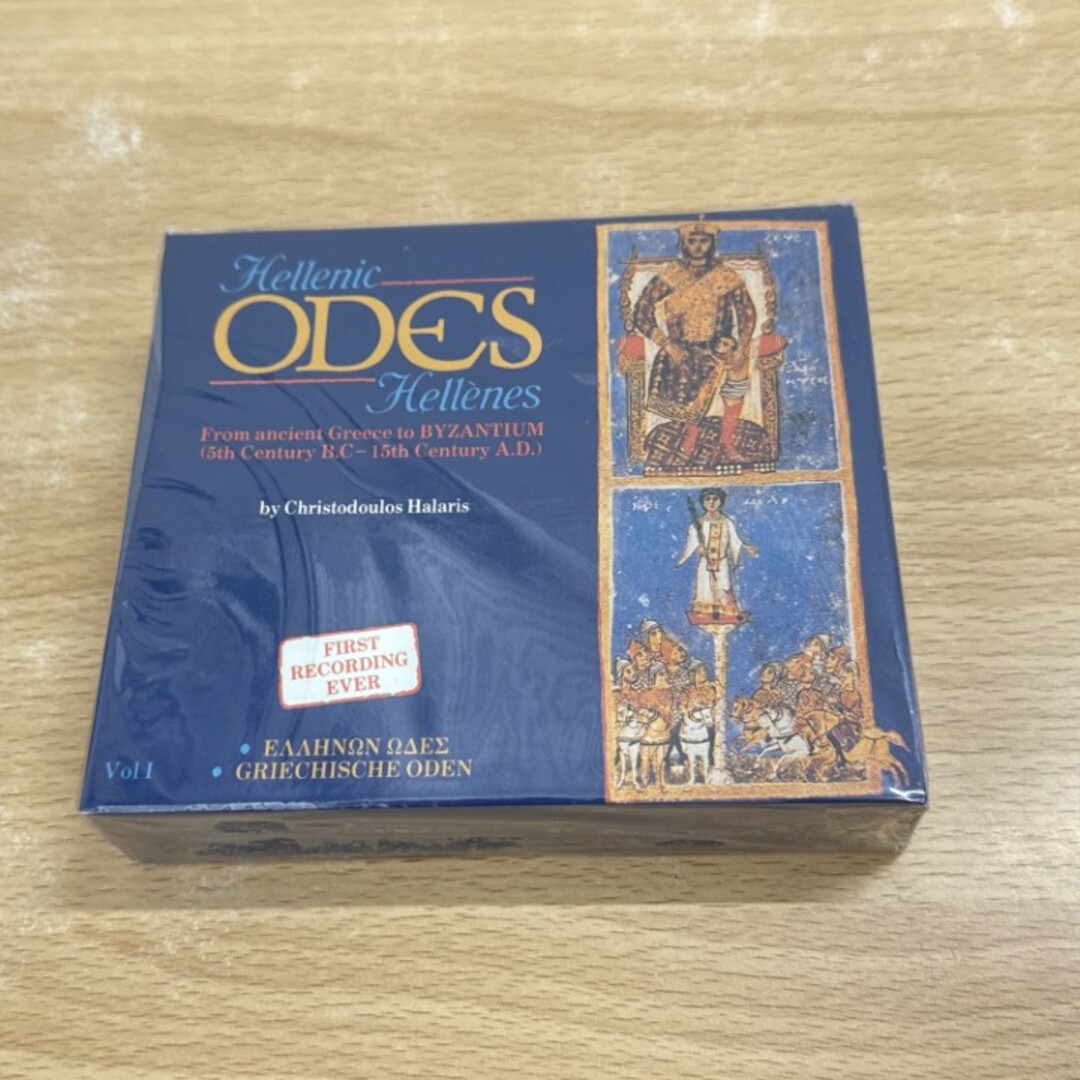 Hellenic
ODES
Hellènes
From ancient Greece to BYZANTIUM
(5th Century B.C – 15th Century A.D.)
by Christodoulos Halaris
FIRST
RECORDING
EVER
• ΕΛΛΗΝΩΝ ΩΔΕΣ
Vol I
• GRIECHISCHE ODEN